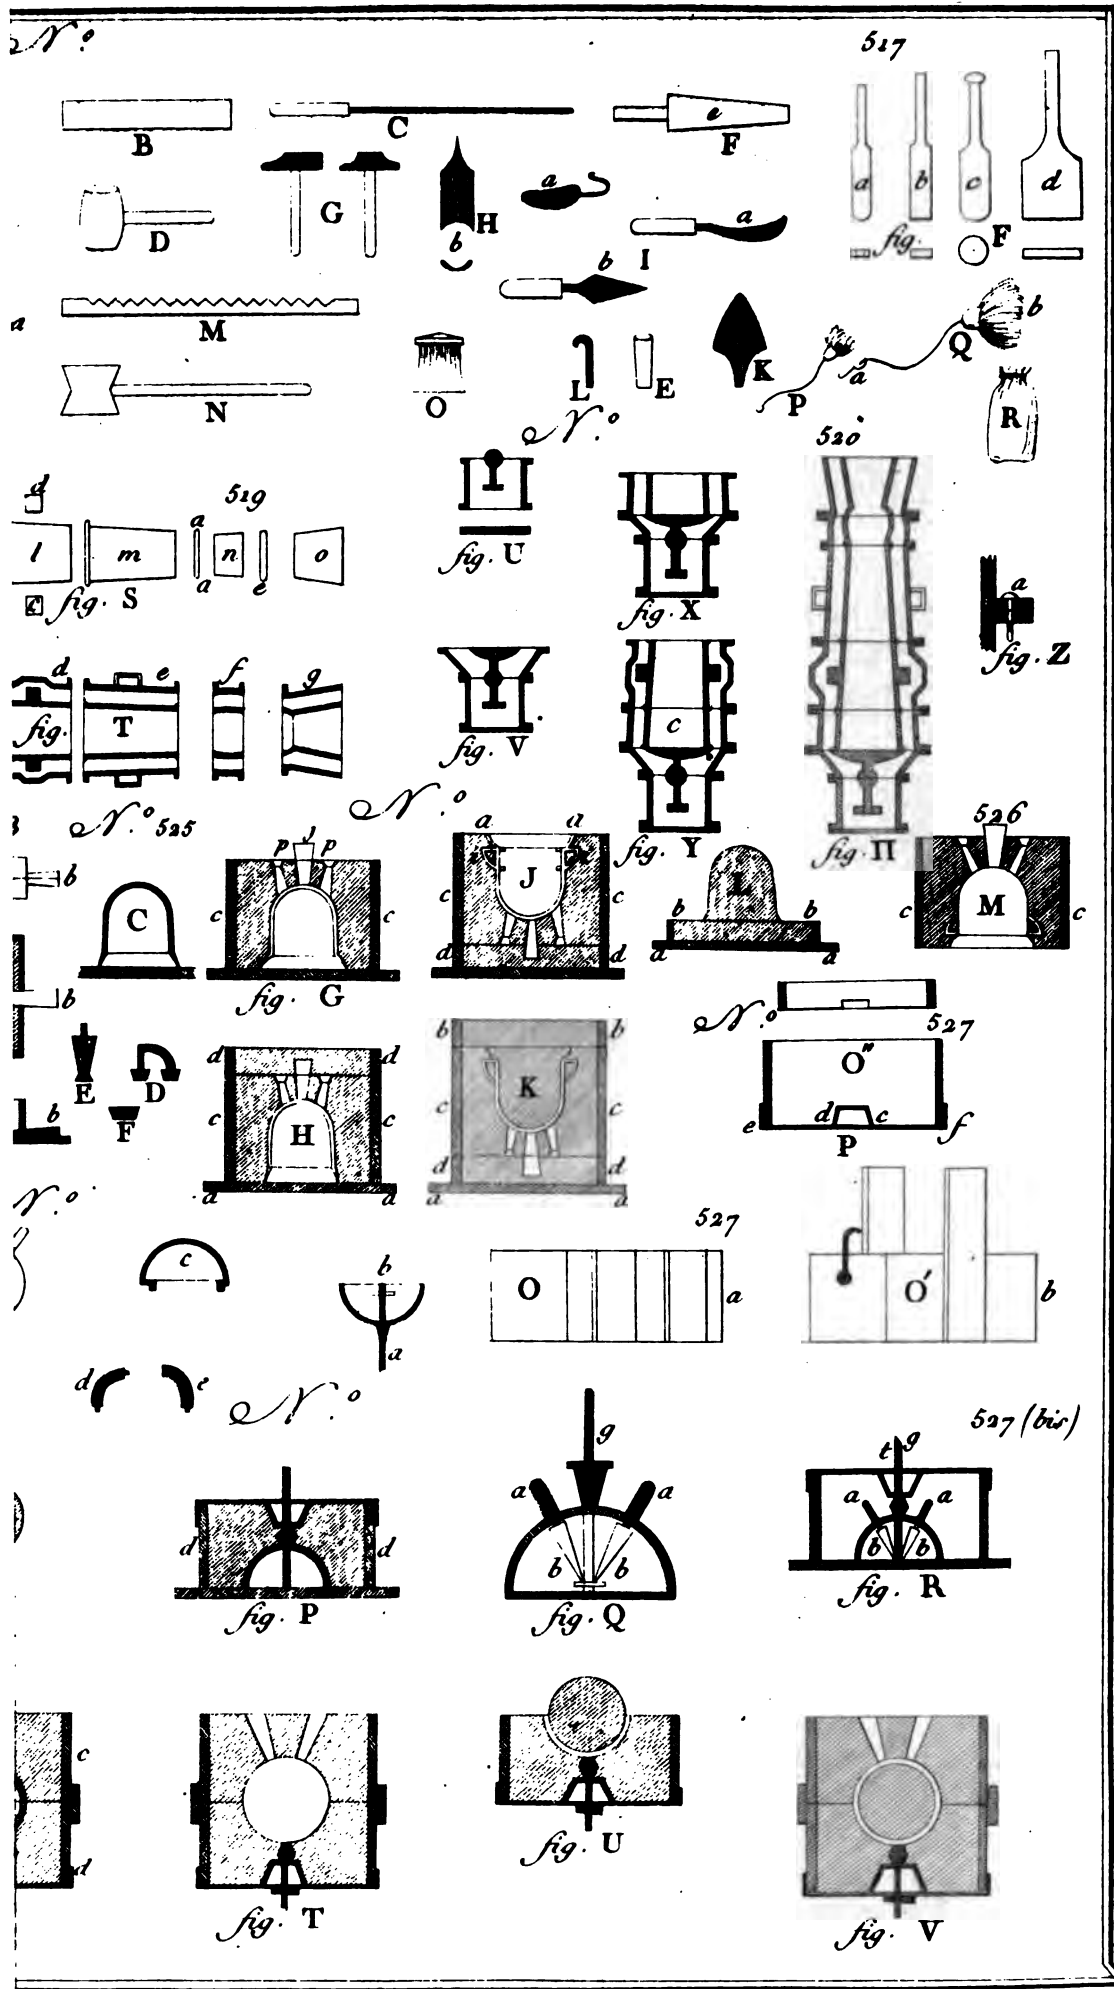 N.º
517
B
C
e
F
a
b
c
d
D
G
H
a
b
a
I
fig. F
b
a
M
K
a
Q
b
N
O
L
E
P
R
N.º
520
d
519
l
m
a
n
o
a
e
c
fig. S
fig. U
fig. X
a
fig. Z
d
e
f
g
fig. T
fig. V
c
N.º 525
N.º
fig. Y
fig. Π
526
b
C
p
p
c
c
fig. G
a
a
J
c
c
d
d
L
b
b
a
a
M
c
c
b
N.º
527
E
D
F
b
d
d
c
c
H
a
a
b
b
K
c
c
d
d
a
a
O"
d
c
e
f
P
N.º
c
b
a
527
O
a
O'
b
d
e
N.º
527 (bis)
d
d
fig. P
g
a
a
b
b
fig. Q
t
g
a
a
b
b
fig. R
c
d
fig. T
fig. U
fig. V